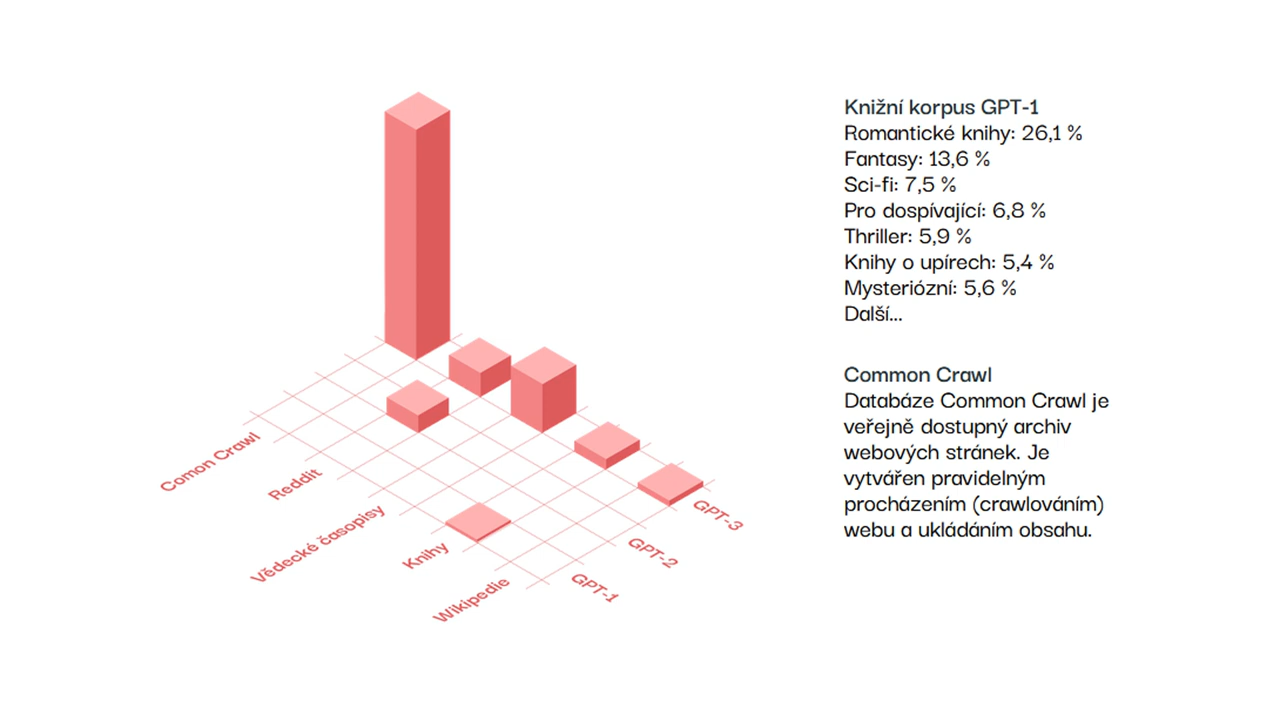 Comon Crawl
Reddit
Vědecké časopisy
Knihy
Wikipedie
GPT-1
GPT-2
GPT-3
Knižní korpus GPT-1
Romantické knihy: 26,1 %
Fantasy: 13,6 %
Sci-fi: 7,5 %
Pro dospívající: 6,8 %
Thriller: 5,9 %
Knihy o upírech: 5,4 %
Mysteriózní: 5,6 %
Další...
Common Crawl
Databáze Common Crawl je
veřejně dostupný archiv
webových stránek. Je
vytvářen pravidelným
procházením (crawlováním)
webu a ukládáním obsahu.